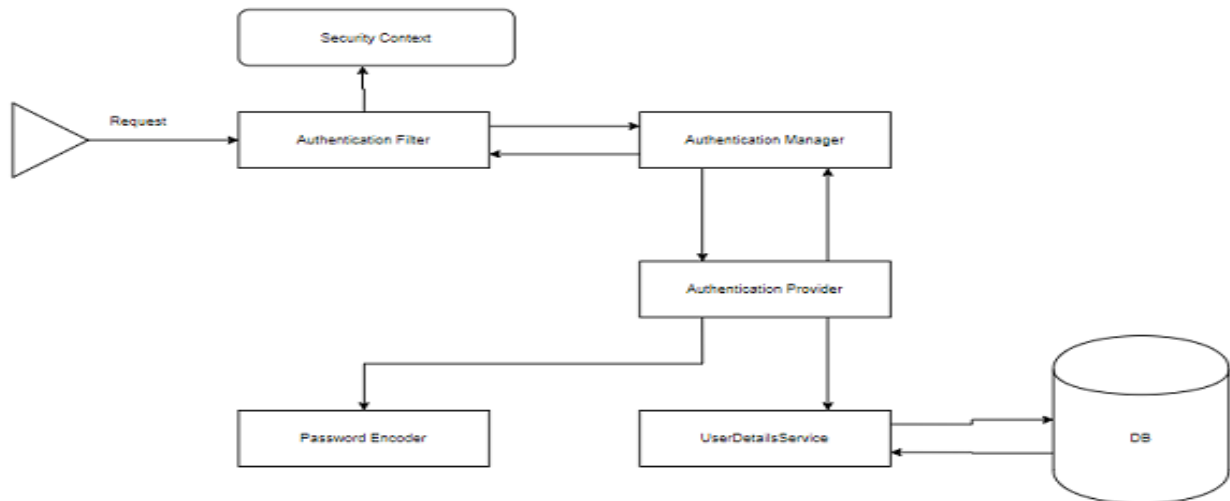 Security Context
Request
Authentication Filter
Authentication Manager
Authentication Provider
Password Encoder
UserDetailsService
DB